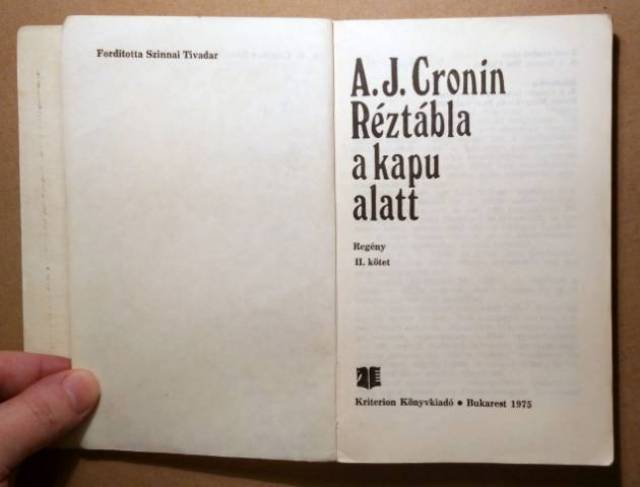 Fordította Szinnai Tivadar
A. J. Cronin
Réztábla
a kapu
alatt
Regény
II. kötet
Kriterion Könyvkiadó • Bukarest 1975